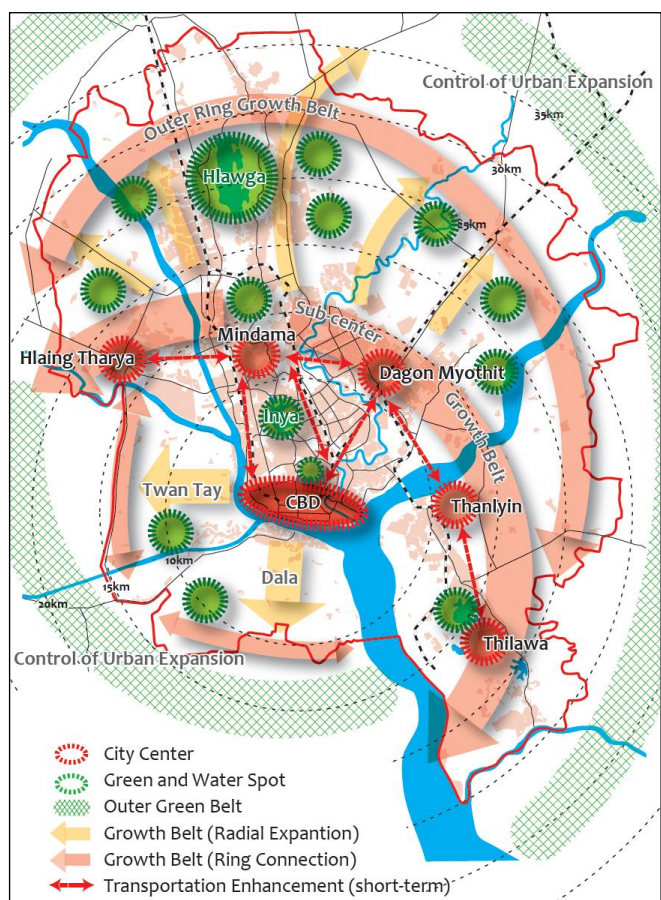 Control of Urban Expansion
35km
Outer Ring Growth Belt
30km
Hlawga
25km
Sub-center
Mindama
Hlaing Tharya
Dagon Myothit
Inya
Growth Belt
Twan Tay
CBD
Thanlyin
10km
Dala
15km
20km
Thilawa
Control of Urban Expansion
City Center
Green and Water Spot
Outer Green Belt
Growth Belt (Radial Expantion)
Growth Belt (Ring Connection)
Transportation Enhancement (short-term)